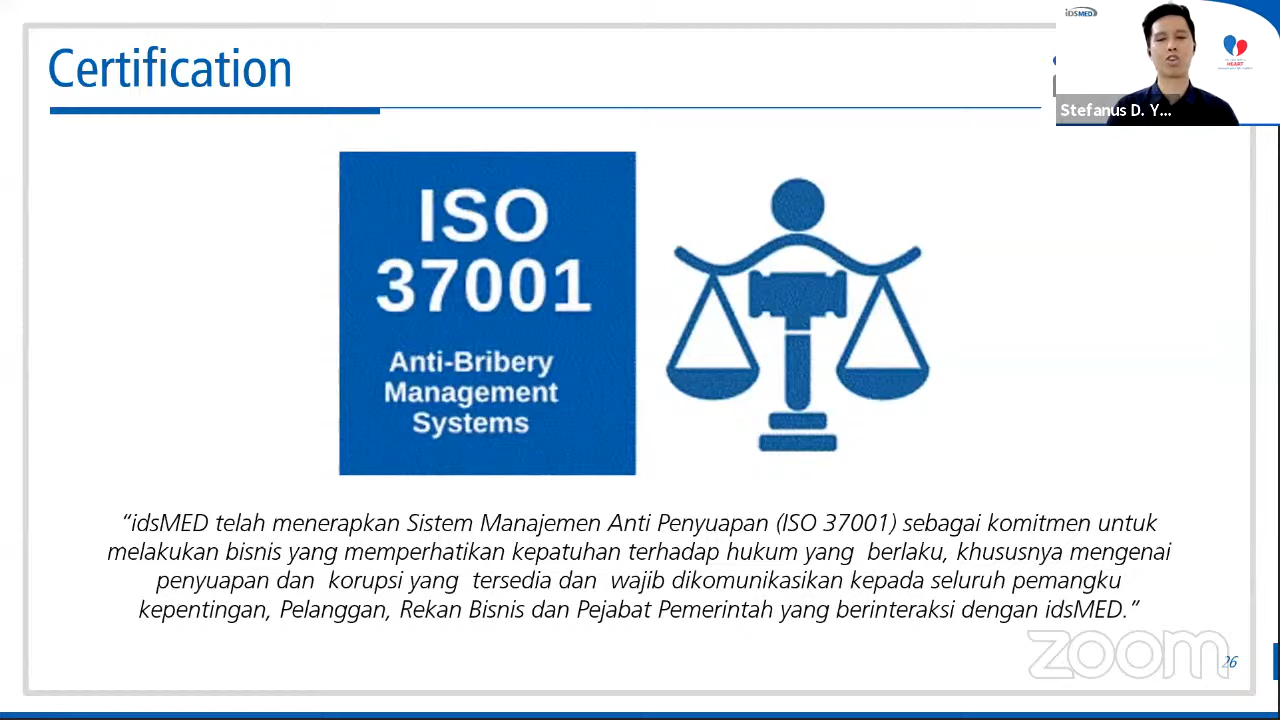 Certification
idsMED
HEART
Stefanus D. Y...
ISO
37001
Anti-Bribery
Management
Systems
“idsMED telah menerapkan Sistem Manajemen Anti Penyuapan (ISO 37001) sebagai komitmen untuk
melakukan bisnis yang memperhatikan kepatuhan terhadap hukum yang berlaku, khususnya mengenai
penyuapan dan korupsi yang tersedia dan wajib dikomunikasikan kepada seluruh pemangku
kepentingan, Pelanggan, Rekan Bisnis dan Pejabat Pemerintah yang berinteraksi dengan idsMED.”
zoom
26